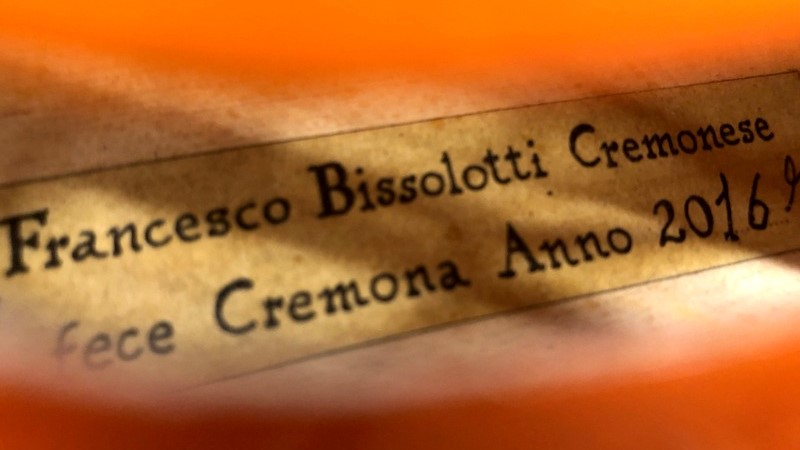 Francesco Bissolotti Cremonese
fece Cremona Anno 2016